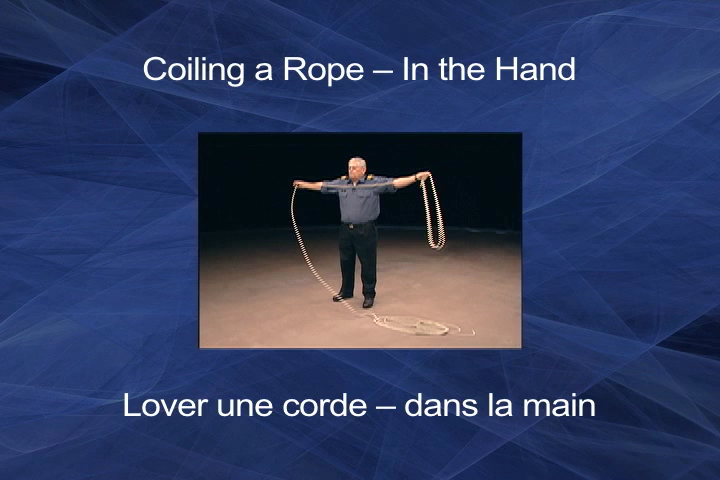 Coiling a Rope – In the Hand
Lover une corde – dans la main